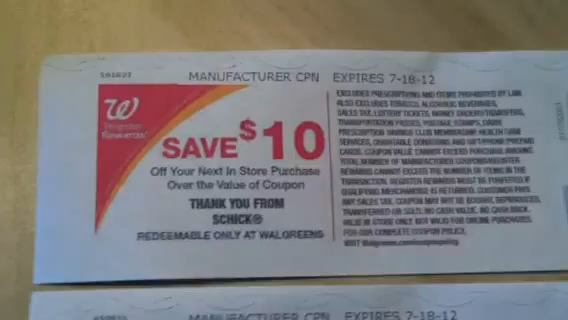 MANUFACTURER CPN EXPIRES 7-18-12
W
Walgreens
Rewards
SAVE $10
Off Your Next In Store Purchase
Over the Value of Coupon
THANK YOU FROM
SCHICK®
REDEEMABLE ONLY AT WALGREENS
EXCLUDES PRESCRIPTIONS AND ITEMS PROHIBITED BY LAW
ALSO EXCLUDES TOBACCO, ALCOHOLIC BEVERAGES,
SALES TAX, LOTTERY TICKETS, MONEY ORDERS/TRANSFERS,
TRANSPORTATION PASSES, POSTAGE STAMPS,
PRESCRIPTION SAVINGS CLUB MEMBERSHIP, HEALTH CARE
SERVICES, CHARITABLE DONATIONS AND GIFT/PHONE/PREPAID
CARDS. COUPON VALUE CANNOT EXCEED PURCHASE AMOUNT.
TOTAL NUMBER OF MANUFACTURER COUPONS/REGISTER
REWARDS CANNOT EXCEED THE NUMBER OF ITEMS IN THE
TRANSACTION. REGISTER REWARDS MUST BE FORFEITED IF
QUALIFYING MERCHANDISE IS RETURNED. CUSTOMER PAYS
ANY SALES TAX. COUPON MAY NOT BE BOUGHT, REPRODUCED,
TRANSFERRED OR SOLD. NO CASH VALUE. NO CASH BACK.
VALID IN STORE ONLY. NOT VALID FOR ONLINE PURCHASES.
FOR OUR COMPLETE COUPON POLICY,
VISIT
MANUFACTURER CPN EXPIRES 7-18-12